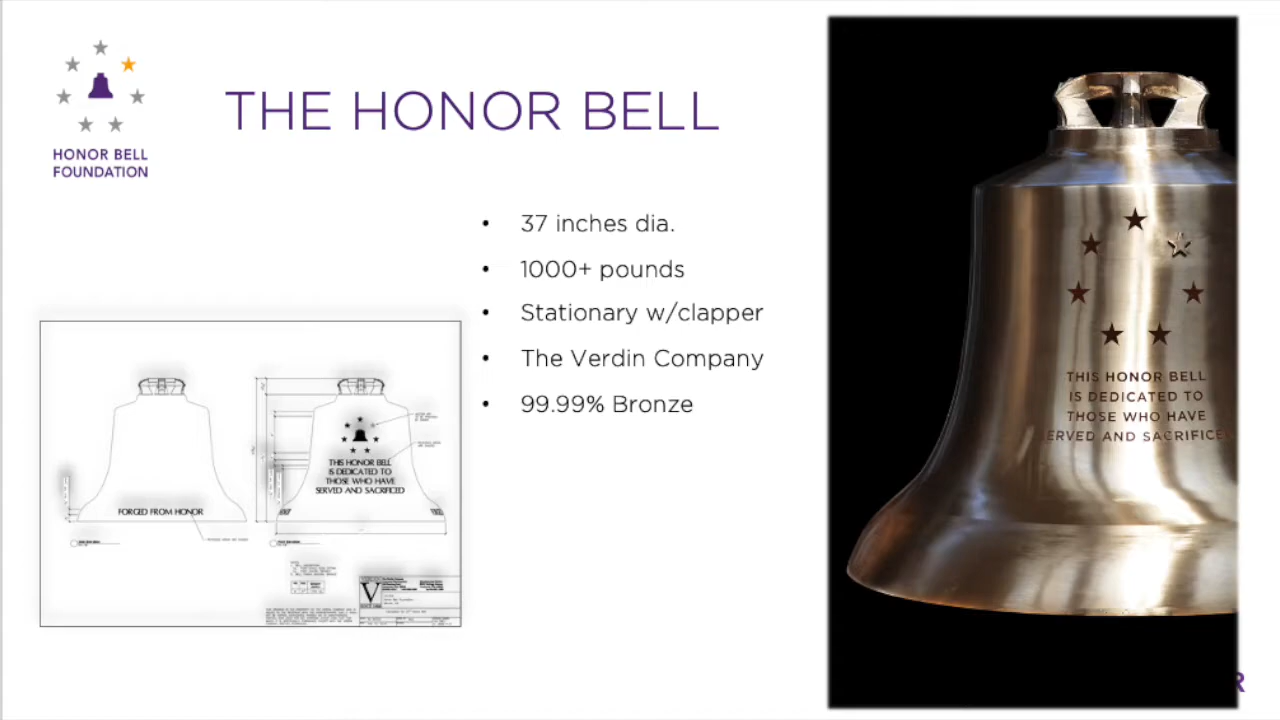 HONOR BELL
FOUNDATION
THE HONOR BELL
• 37 inches dia.
• 1000+ pounds
• Stationary w/clapper
• The Verdin Company
• 99.99% Bronze
FORGED FROM HONOR
THIS HONOR BELL
IS DEDICATED TO
THOSE WHO HAVE
SERVED AND SACRIFICED
V
THIS HONOR BELL
IS DEDICATED TO
THOSE WHO HAVE
SERVED AND SACRIFICE
R